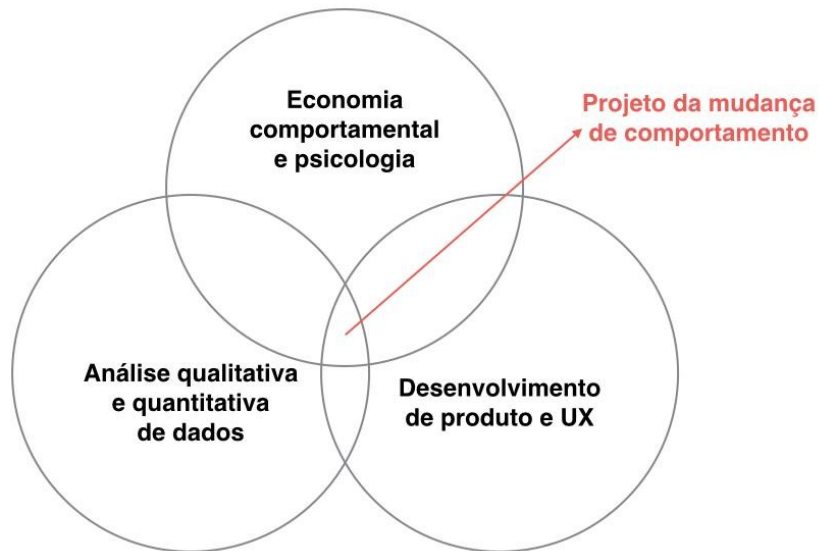 Economia
comportamental
e psicologia
Projeto da mudança
de comportamento
Análise qualitativa
e quantitativa
de dados
Desenvolvimento
de produto e UX